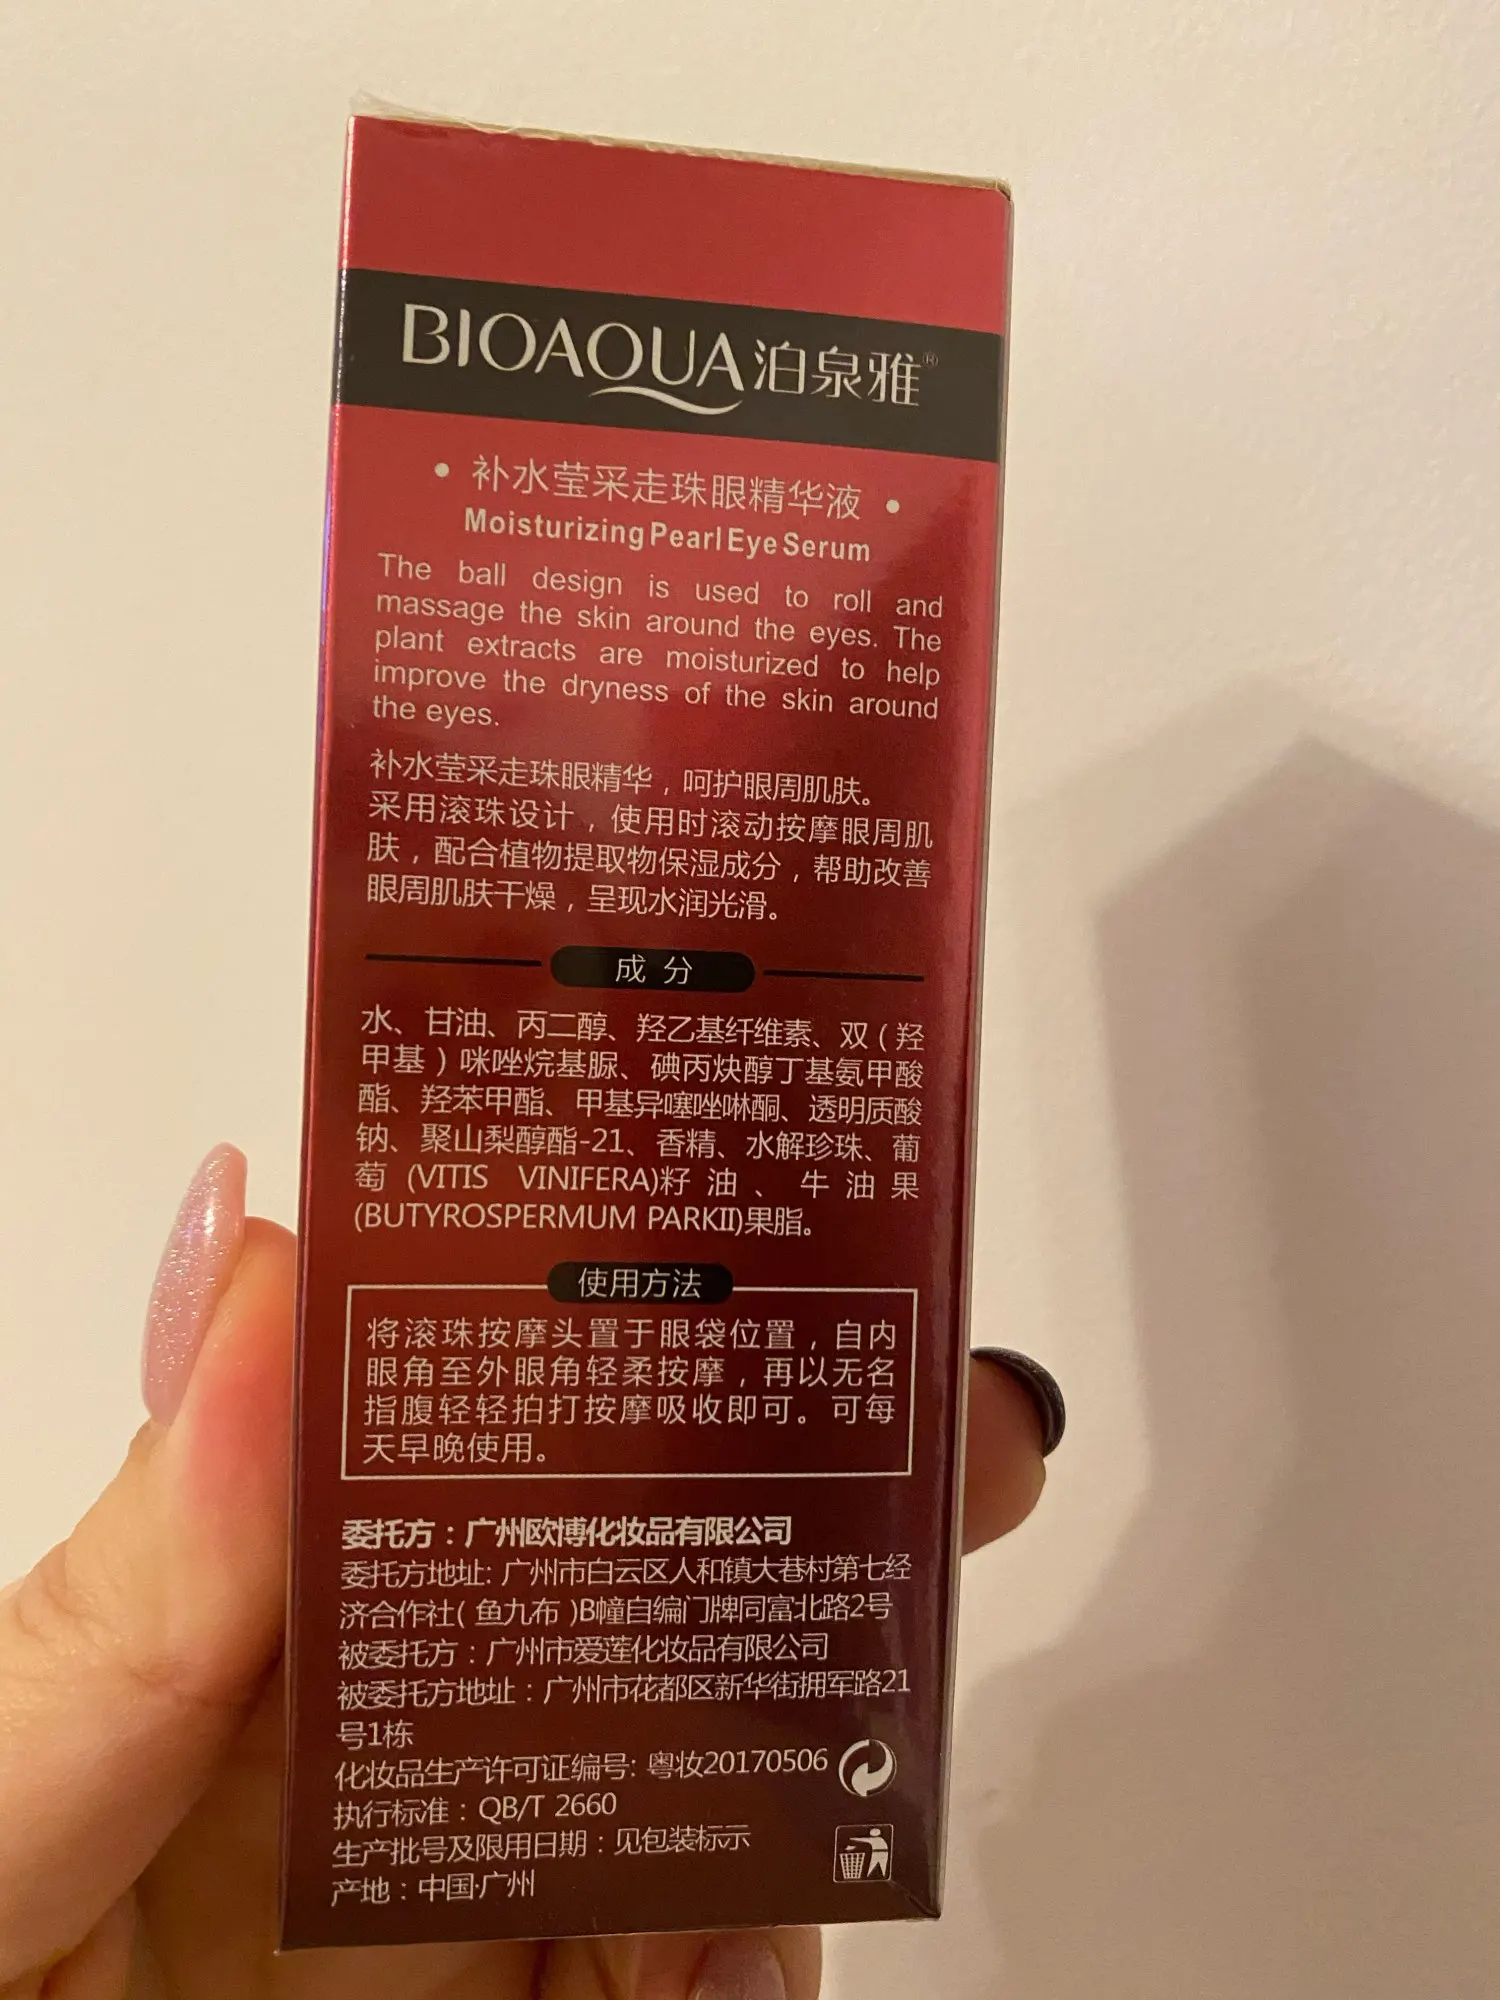 BIOAQUA泊泉雅®
• 补水莹采走珠眼精华液 •
Moisturizing Pearl Eye Serum
The ball design is used to roll and
massage the skin around the eyes. The
plant extracts are moisturized to help
improve the dryness of the skin around
the eyes.
补水莹采走珠眼精华，呵护眼周肌肤。
采用滚珠设计，使用时滚动按摩眼周肌
肤，配合植物提取物保湿成分，帮助改善
眼周肌肤干燥，呈现水润光滑。
成 分
水、甘油、丙二醇、羟乙基纤维素、双（羟
甲基）咪唑烷基脲、碘丙炔醇丁基氨甲酸
酯、羟苯甲酯、甲基异噻唑啉酮、透明质酸
钠、聚山梨醇酯-21、香精、水解珍珠、葡
萄 (VITIS VINIFERA)籽油、牛油果
(BUTYROSPERMUM PARKII)果脂。
使用方法
将滚珠按摩头置于眼袋位置，自内
眼角至外眼角轻柔按摩，再以无名
指腹轻轻拍打按摩吸收即可。可每
天早晚使用。
委托方：广州欧博化妆品有限公司
委托方地址: 广州市白云区人和镇大巷村第七经
济合作社( 鱼九布 )B幢自编门牌同富北路2号
被委托方：广州市爱莲化妆品有限公司
被委托方地址：广州市花都区新华街拥军路21
号1栋
化妆品生产许可证编号: 粤妆20170506
执行标准：QB/T 2660
生产批号及限用日期：见包装标示
产地：中国·广州